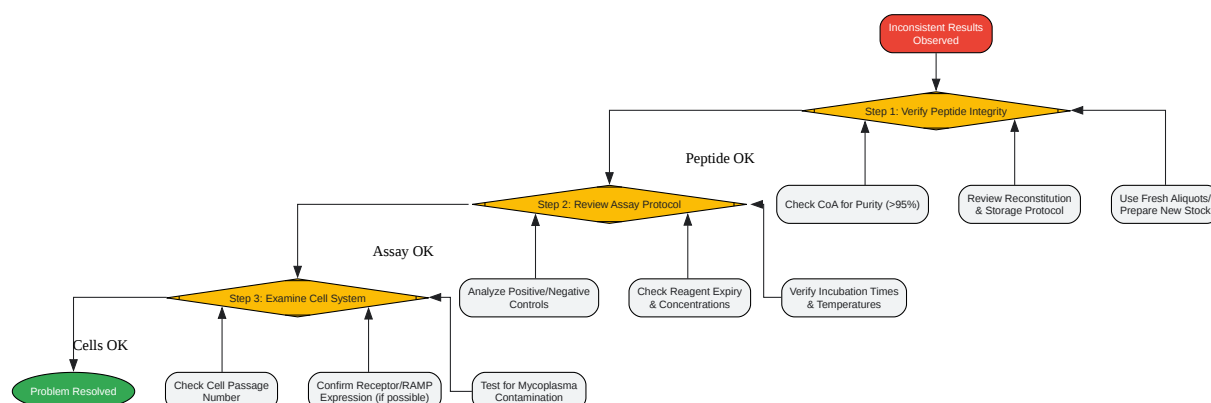 Inconsistent Results
Observed
Step 1: Verify Peptide Integrity
Peptide OK
Check CoA for Purity (>95%)
Review Reconstitution
& Storage Protocol
Use Fresh Aliquots/
Prepare New Stock
Step 2: Review Assay Protocol
Assay OK
Analyze Positive/Negative
Controls
Check Reagent Expiry
& Concentrations
Verify Incubation Times
& Temperatures
Step 3: Examine Cell System
Cells OK
Problem Resolved
Check Cell Passage
Number
Confirm Receptor/RAMP
Expression (if possible)
Test for Mycoplasma
Contamination